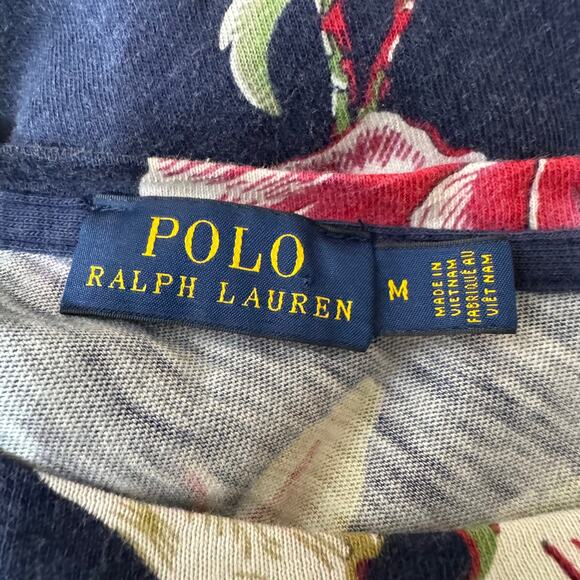 POLO
RALPH LAUREN
M
MADE IN
VIETNAM
FABRIQUÉ AU
VIÊT NAM